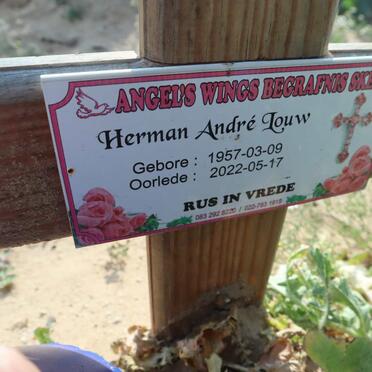 ANGEL'S WINGS BEGRAFNIS
Herman André Louw
Gebore : 1957-03-09
Oorlede : 2022-05-17
RUS IN VREDE